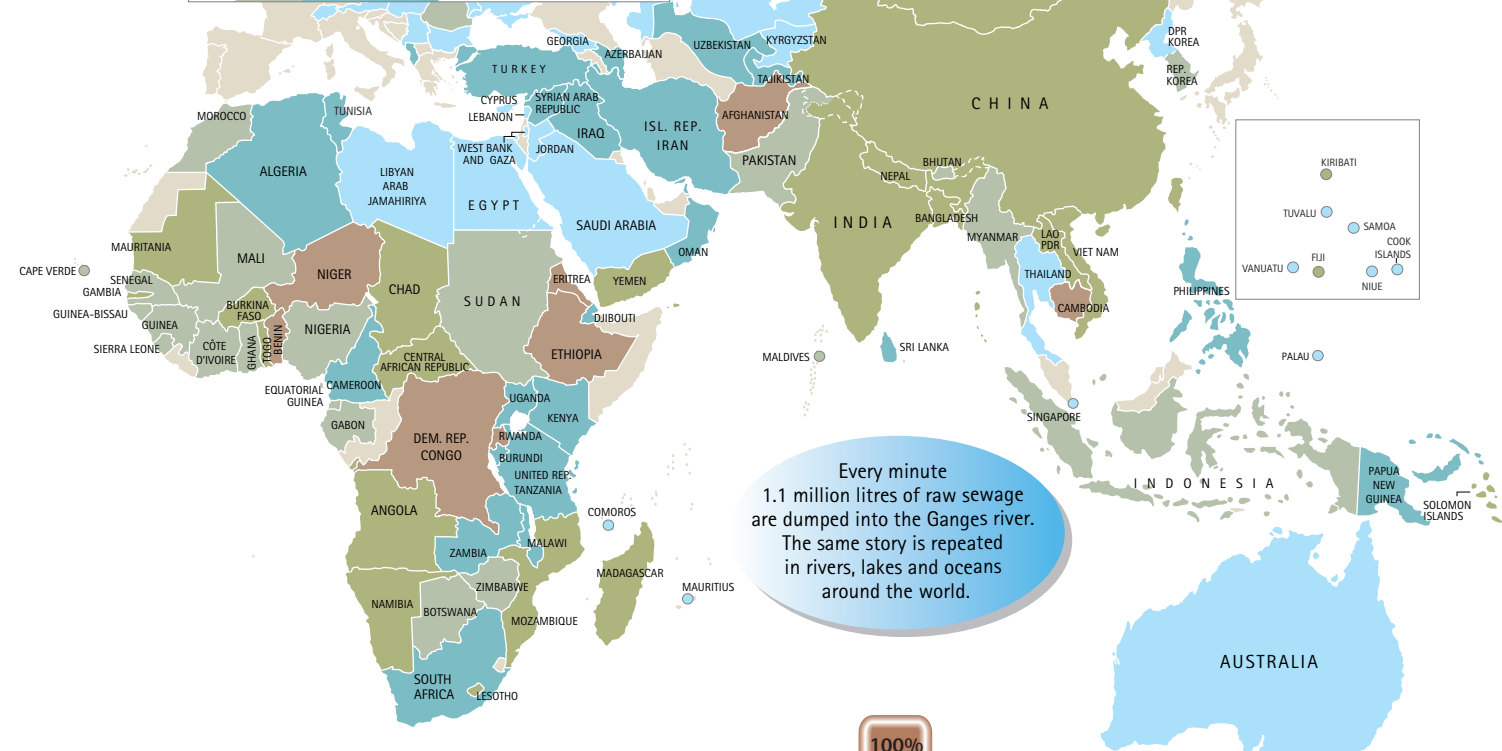 DPR
KOREA
GEORGIA
KYRGYZSTAN
UZBEKISTAN
AZERBAIJAN
REP.
KOREA
TURKEY
TAJIKISTAN
CYPRUS
SYRIAN ARAB
REPUBLIC
CHINA
MOROCCO
TUNISIA
LEBANON
AFGHANISTAN
ISL. REP.
IRAN
IRAQ
WEST BANK
AND GAZA
JORDAN
PAKISTAN
BHUTAN
KIRIBATI
ALGERIA
LIBYAN
ARAB
JAMAHIRIYA
NEPAL
EGYPT
TUVALU
SAUDI ARABIA
INDIA
BANGLADESH
SAMOA
MYANMAR
LAO
PDR
COOK
ISLANDS
MAURITANIA
MALI
OMAN
VIET NAM
VANUATU
FIJI
CAPE VERDE
NIGER
THAILAND
NIUE
SENEGAL
GAMBIA
ERITREA
YEMEN
CHAD
SUDAN
PHILIPPINES
BURKINA
FASO
CAMBODIA
GUINEA-BISSAU
GUINEA
NIGERIA
DJIBOUTI
SIERRA LEONE
CÔTE
D'IVOIRE
GHANA
TOGO
BENIN
SRI LANKA
ETHIOPIA
MALDIVES
PALAU
CENTRAL
AFRICAN REPUBLIC
EQUATORIAL
GUINEA
CAMEROON
UGANDA
KENYA
SINGAPORE
GABON
DEM. REP.
CONGO
RWANDA
BURUNDI
UNITED REP.
TANZANIA
INDONESIA
PAPUA
NEW
GUINEA
SOLOMON
ISLANDS
Every minute
1.1 million litres of raw sewage
are dumped into the Ganges river.
The same story is repeated
in rivers, lakes and oceans
around the world.
ANGOLA
COMOROS
MALAWI
ZAMBIA
MADAGASCAR
ZIMBABWE
MAURITIUS
NAMIBIA
BOTSWANA
MOZAMBIQUE
AUSTRALIA
SOUTH
AFRICA
LESOTHO
100%